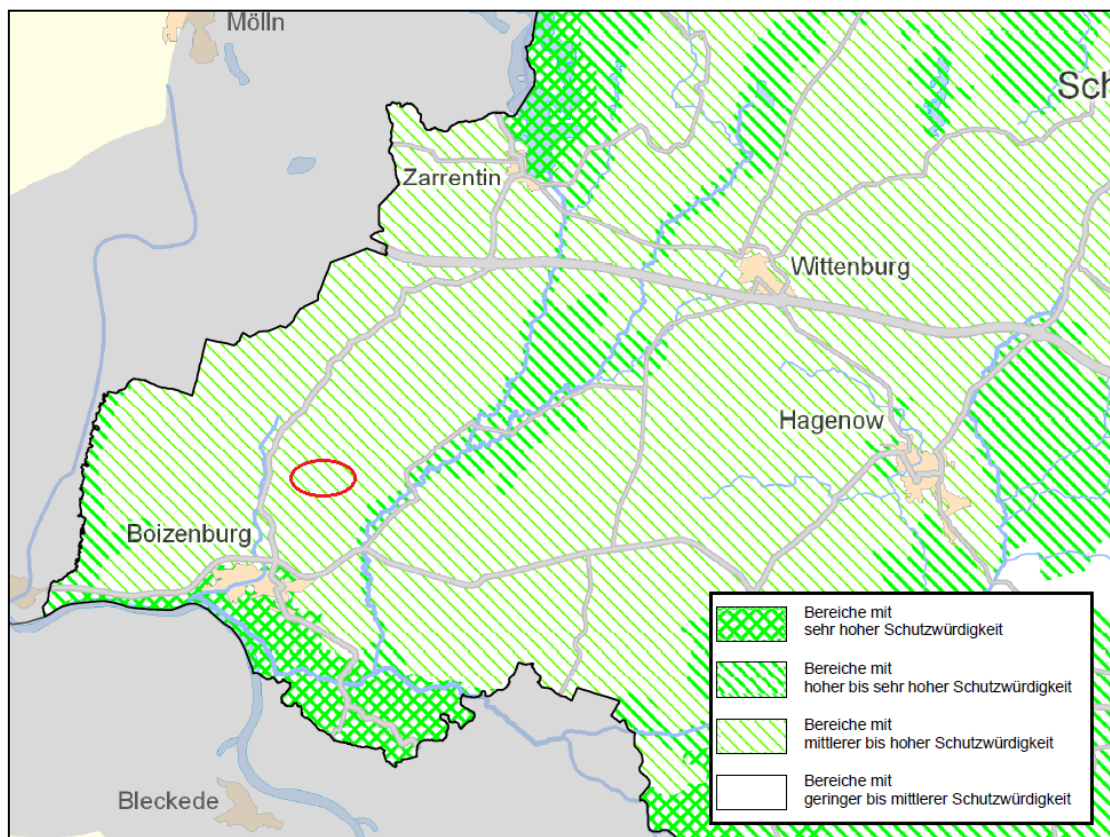 Mölln
Sch
Zarrentin
Wittenburg
Hagenow
Boizenburg
Bleckede
Bereiche mit
sehr hoher Schutzwürdigkeit
Bereiche mit
hoher bis sehr hoher Schutzwürdigkeit
Bereiche mit
mittlerer bis hoher Schutzwürdigkeit
Bereiche mit
geringer bis mittlerer Schutzwürdigkeit